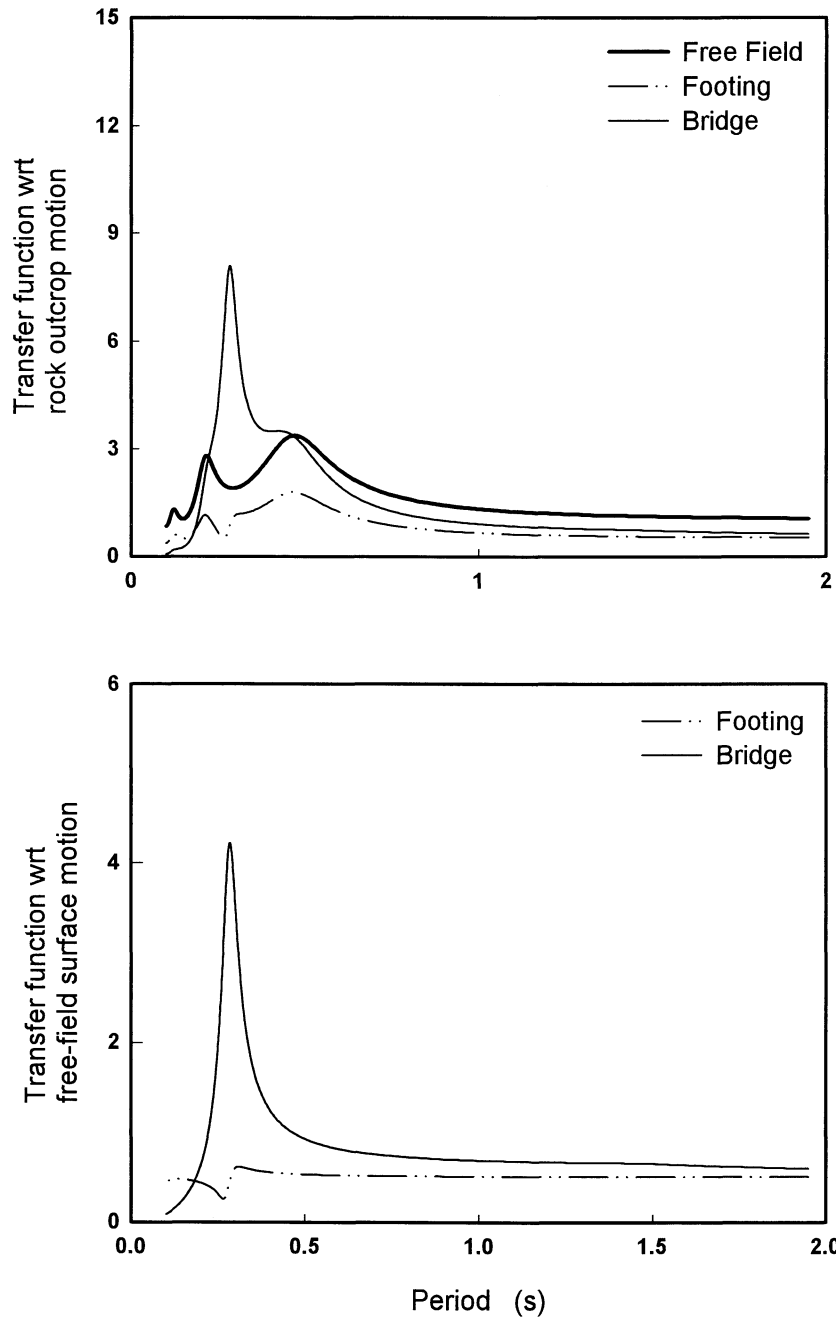 15
12
9
6
3
0
Transfer function wrt
rock outcrop motion
Free Field
Footing
Bridge
0
1
2
6
4
2
0
Transfer function wrt
free-field surface motion
Footing
Bridge
0.0
0.5
1.0
1.5
2.0
Period (s)